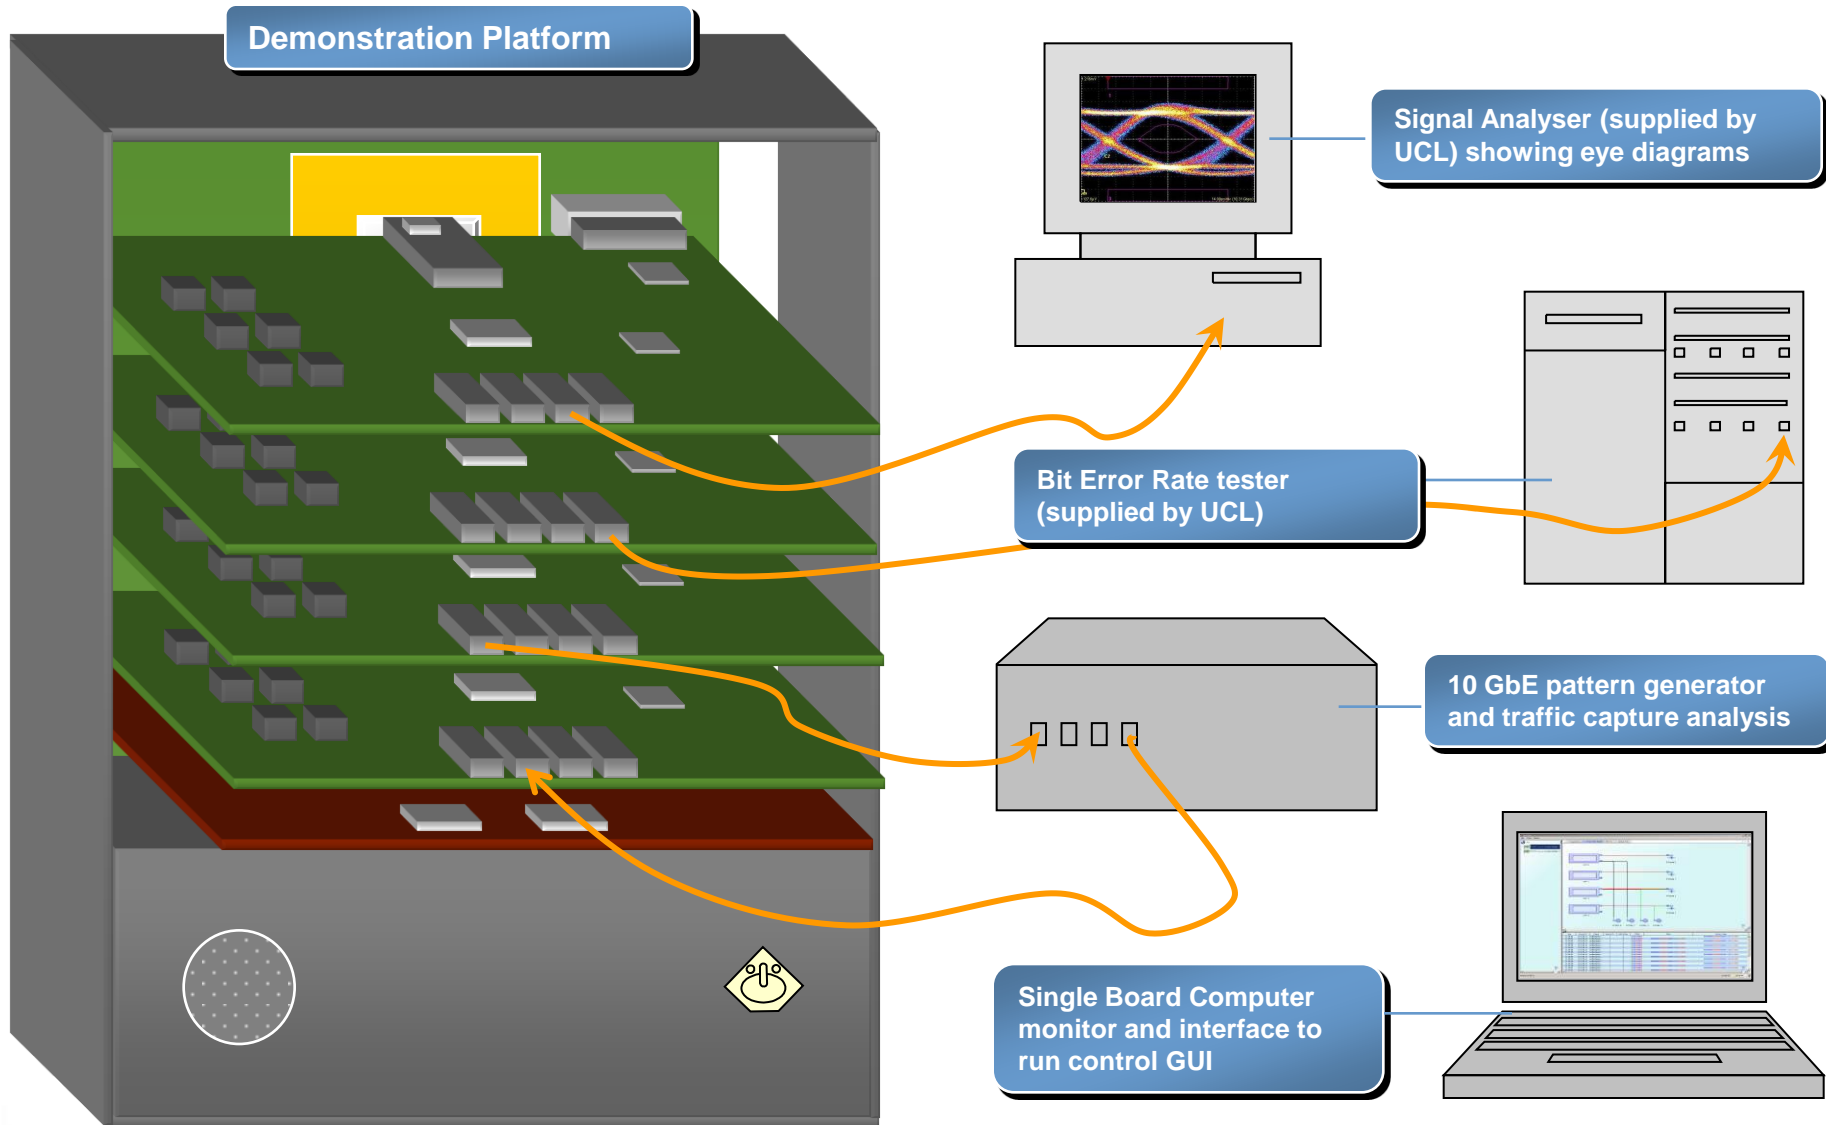 Demonstration Platform
Signal Analyser (supplied by
UCL) showing eye diagrams
Bit Error Rate tester
(supplied by UCL)
10 GbE pattern generator
and traffic capture analysis
Single Board Computer
monitor and interface to
run control GUI